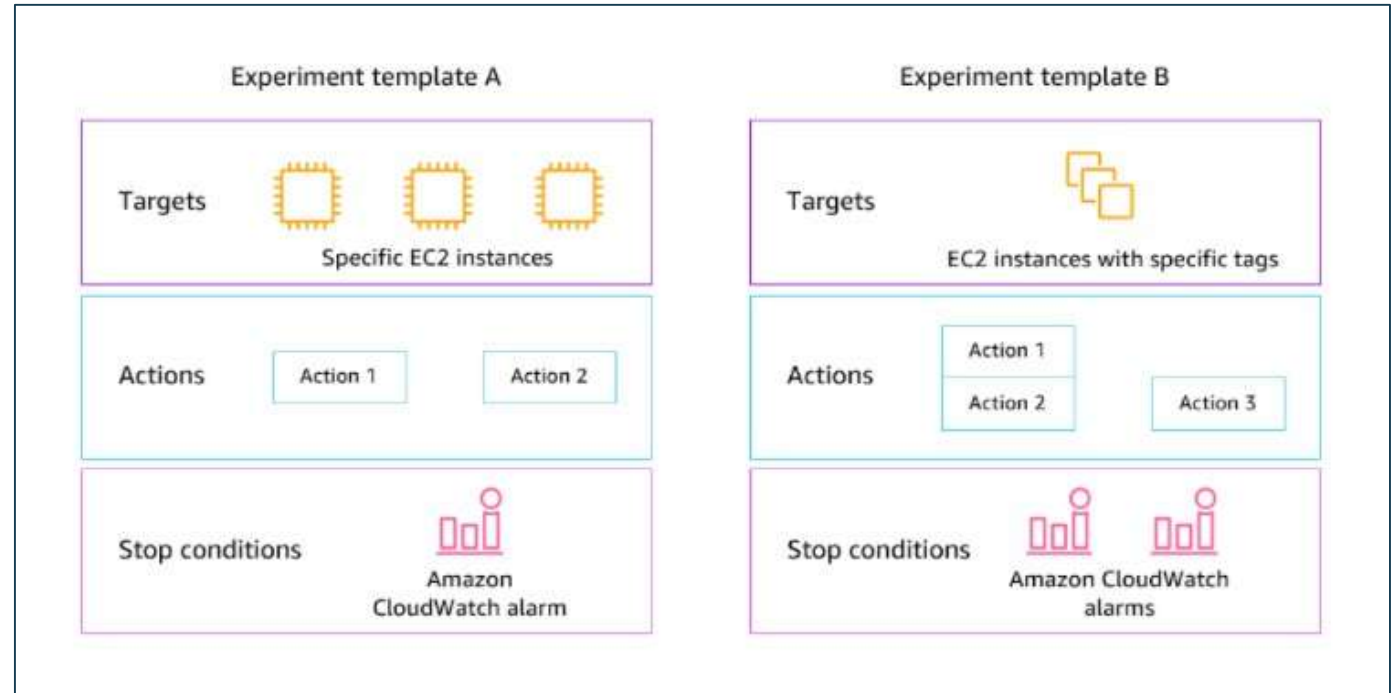 Experiment template A
Targets
Specific EC2 instances
Actions
Action 1
Action 2
Stop conditions
Amazon
CloudWatch alarm
Experiment template B
Targets
EC2 instances with specific tags
Actions
Action 1
Action 2
Action 3
Stop conditions
Amazon CloudWatch
alarms